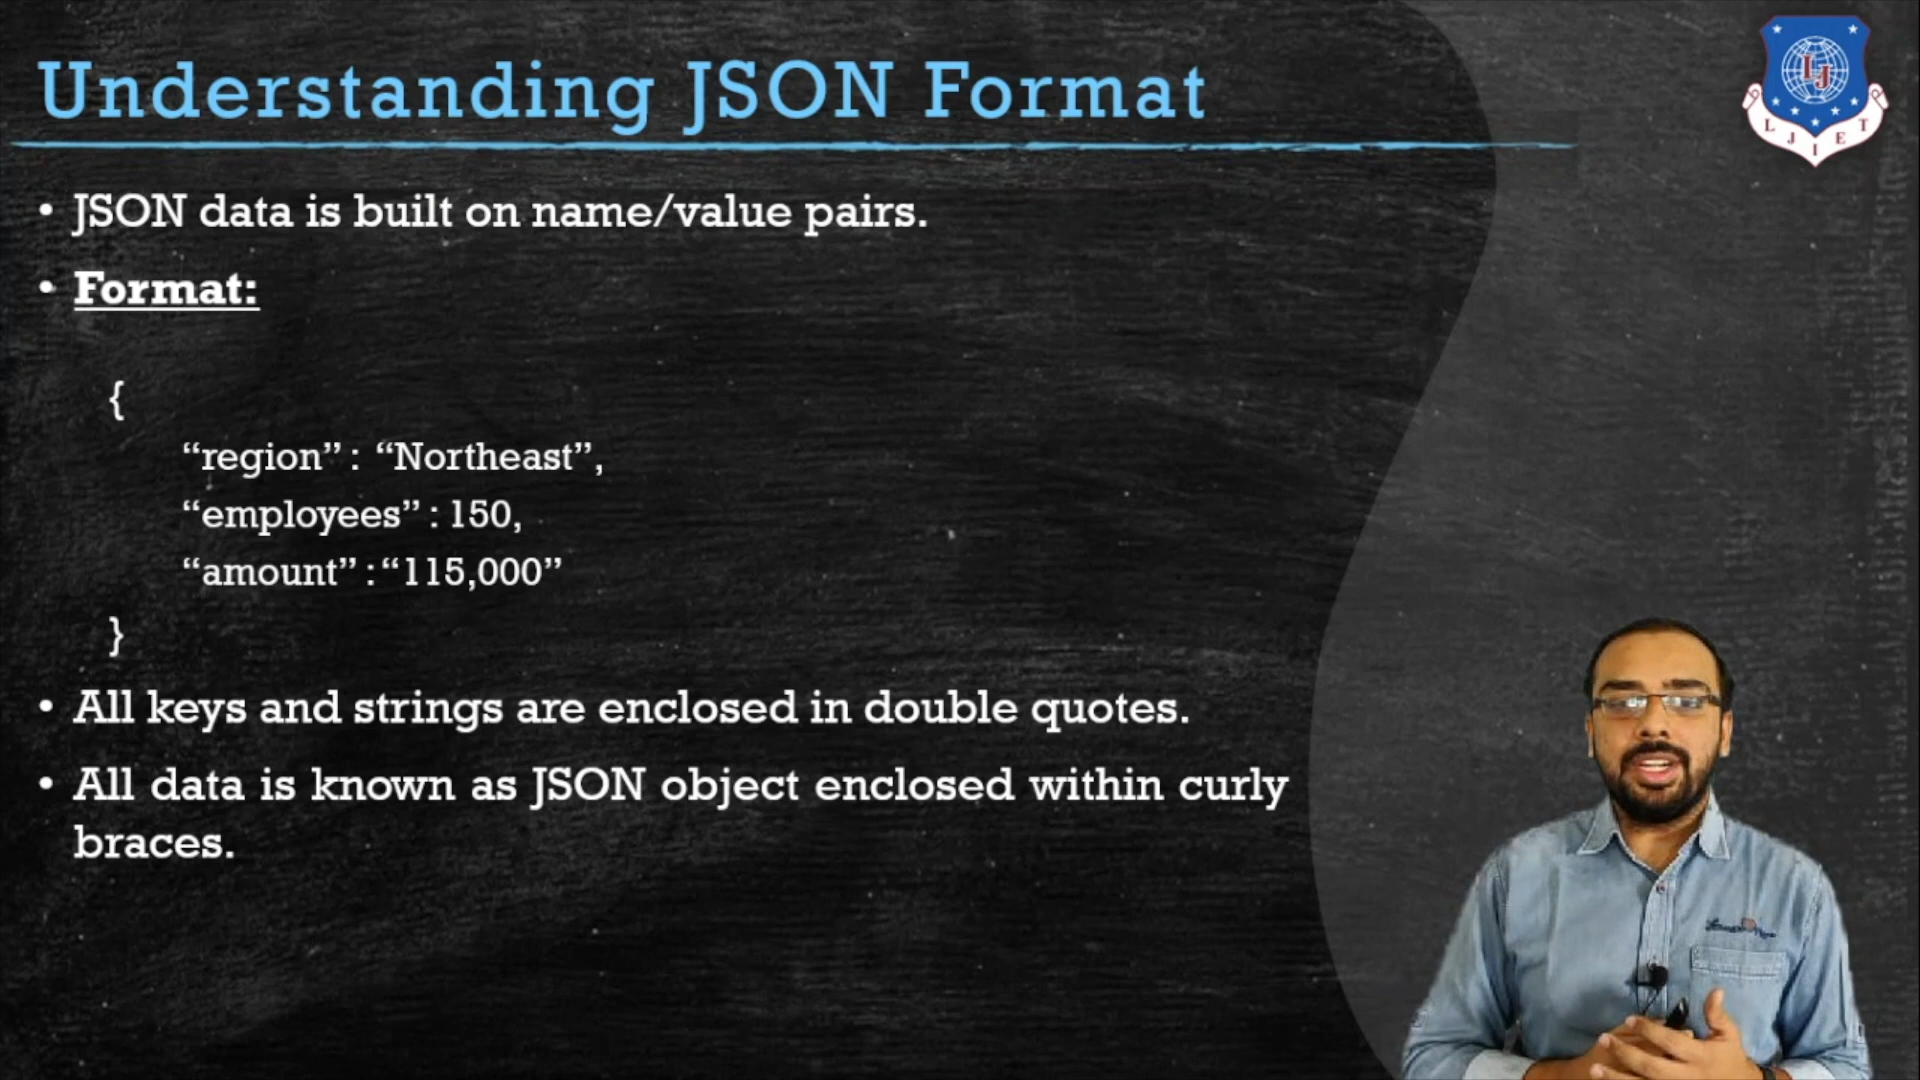 Understanding JSON Format
• JSON data is built on name/value pairs.
• Format:
{
“region” : “Northeast”,
“employees” : 150,
“amount” : “115,000”
}
• All keys and strings are enclosed in double quotes.
• All data is known as JSON object enclosed within curly
braces.
LJ
L J I E T